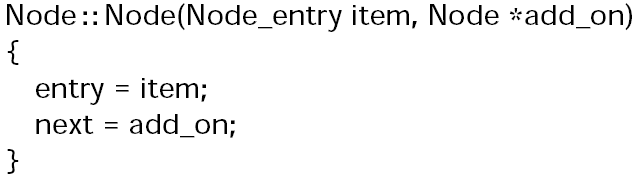 Node :: Node(Node_entry item, Node *add_on)
{
entry = item;
next = add_on;
}